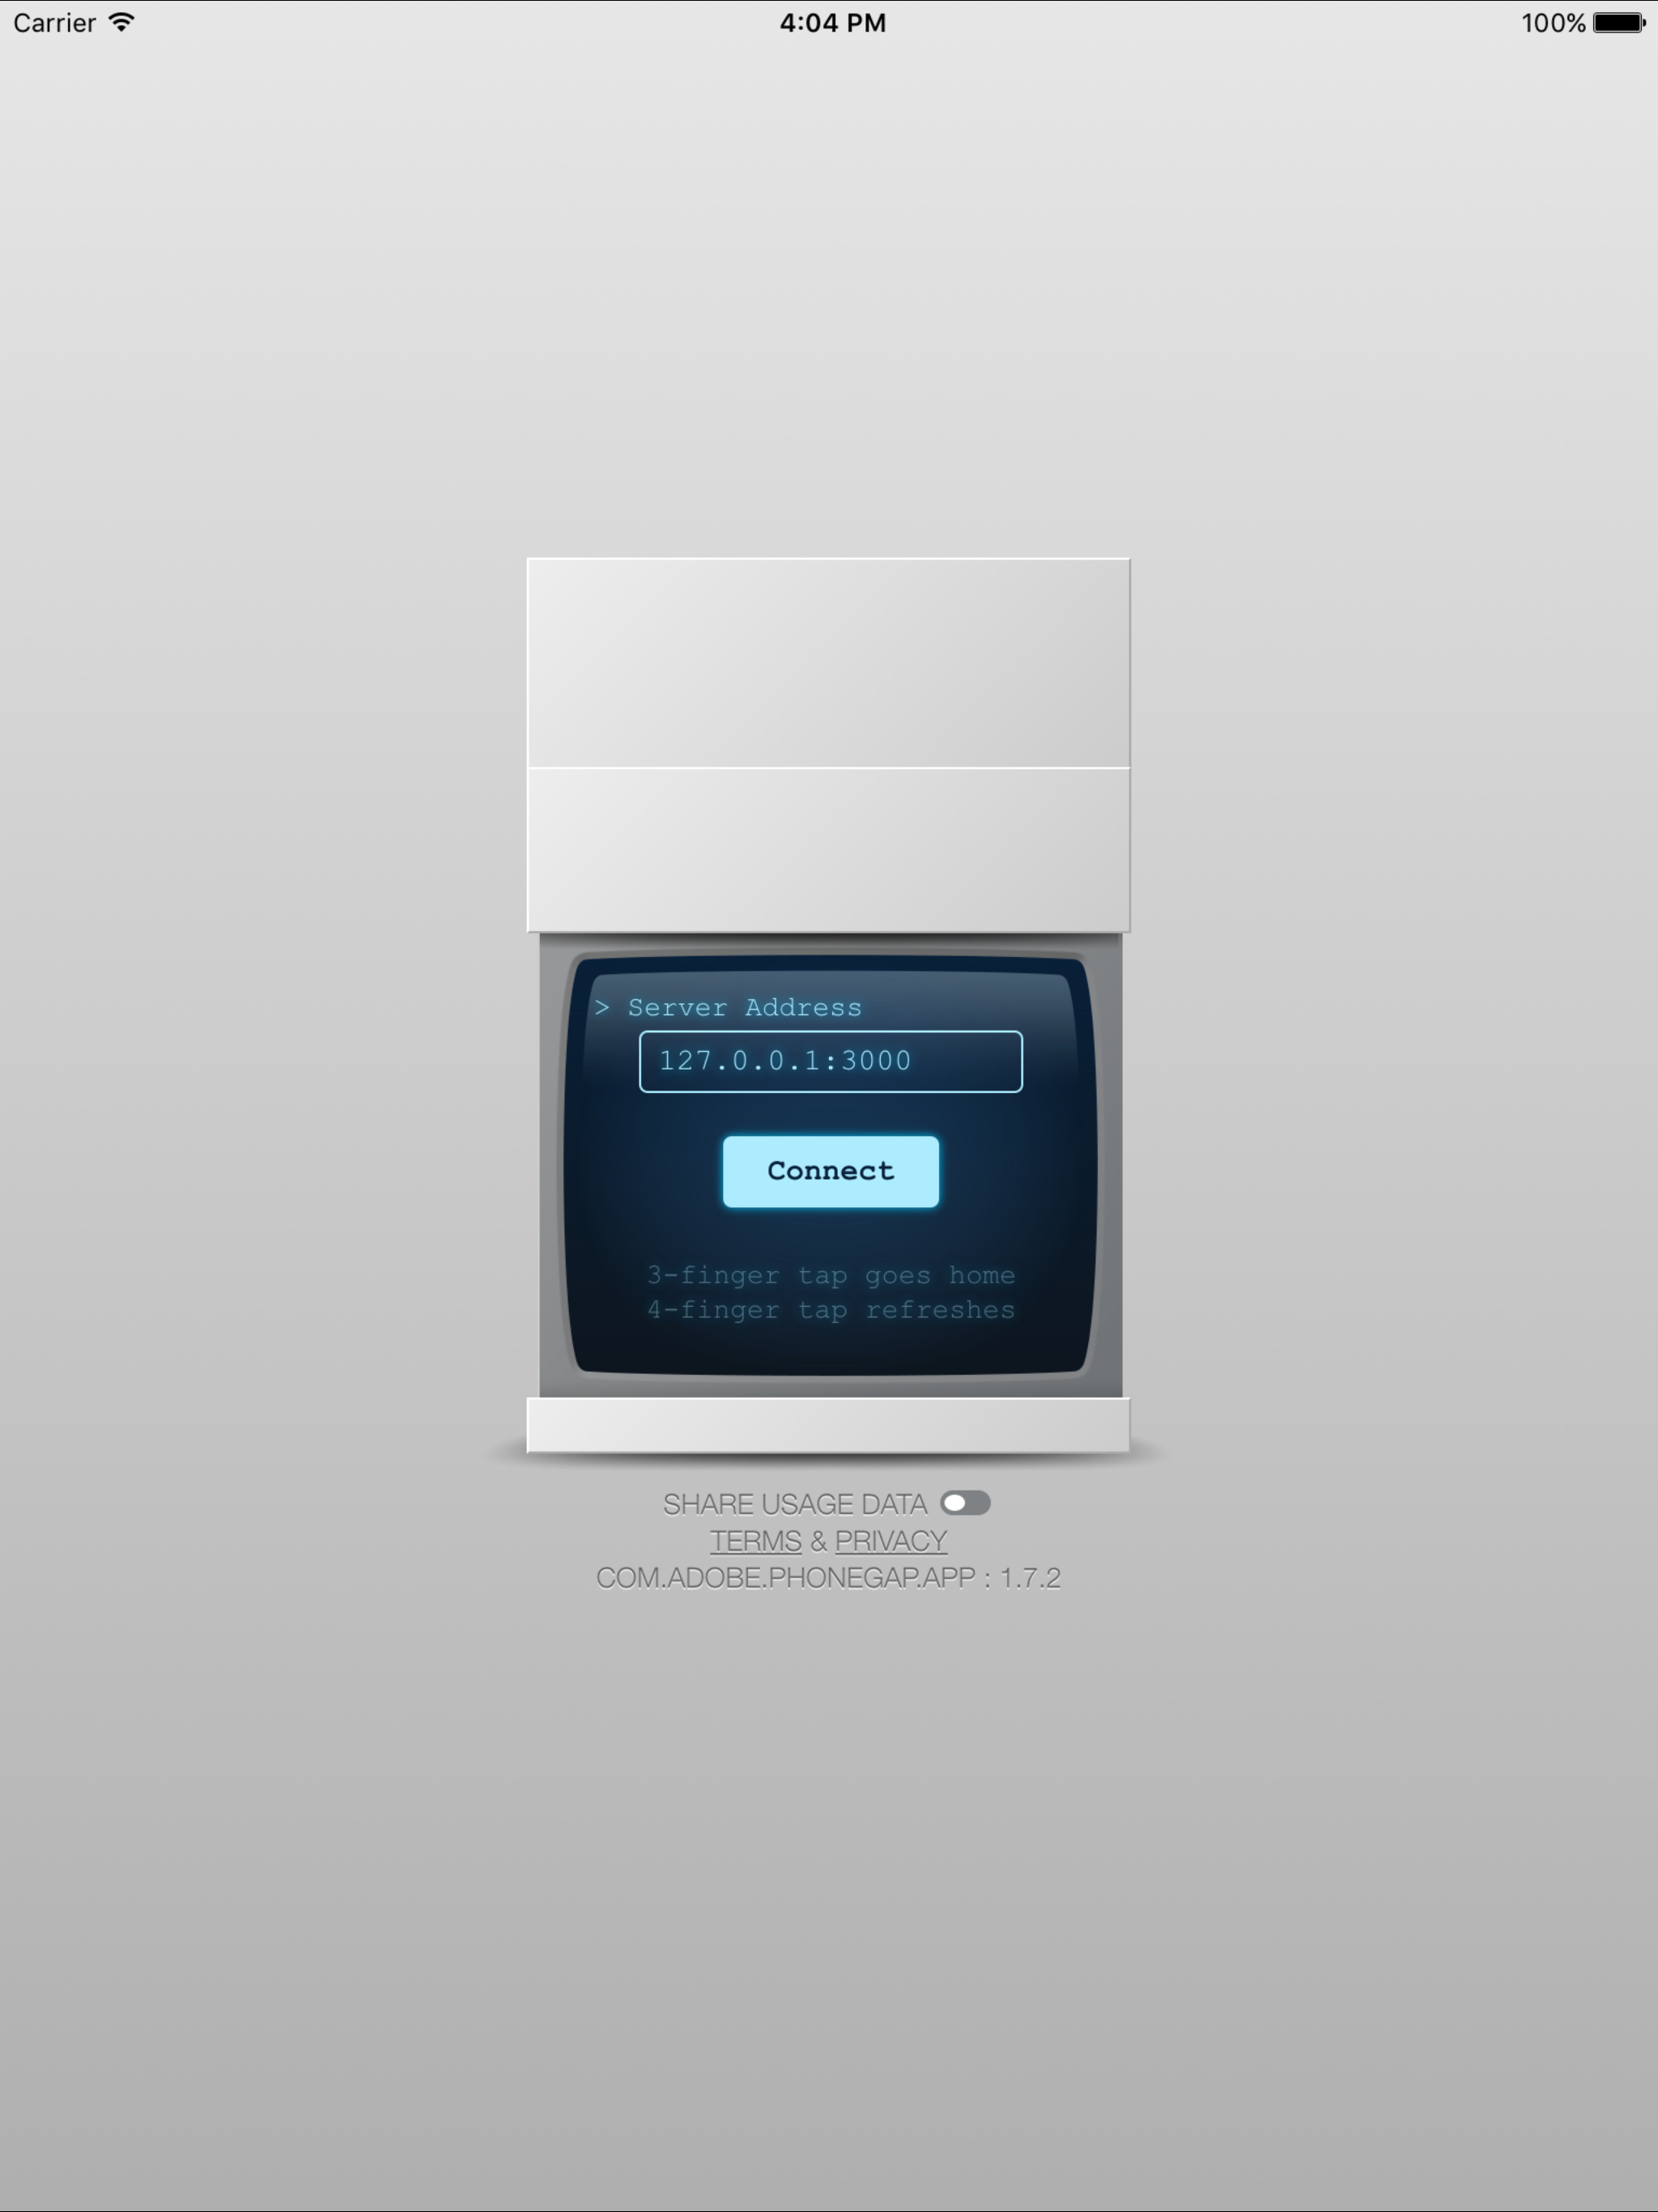 Carrier 4:04 PM 100%
> Server Address
127.0.0.1:3000
Connect
3-finger tap goes home
4-finger tap refreshes
SHARE USAGE DATA
TERMS & PRIVACY
COM.ADOBE.PHONEGAP.APP : 1.7.2